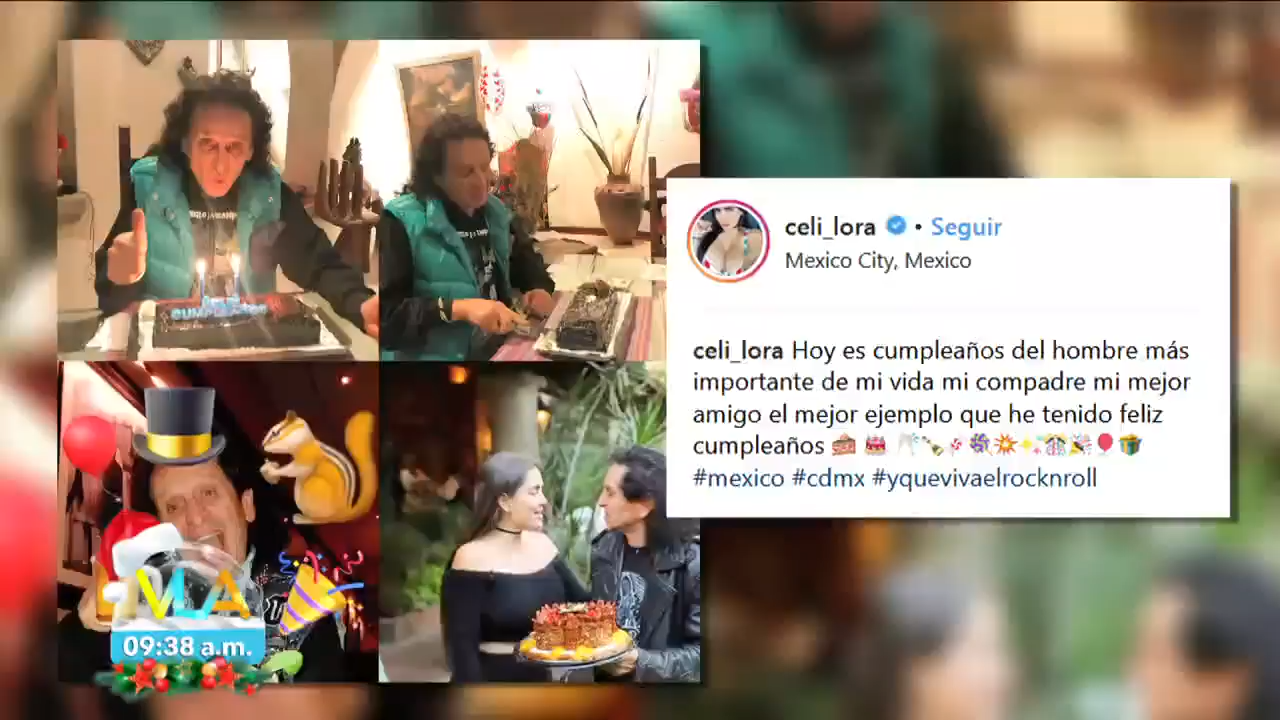 celi_lora • Seguir
Mexico City, Mexico
celi_lora Hoy es cumpleaños del hombre más
importante de mi vida mi compadre mi mejor
amigo el mejor ejemplo que he tenido feliz
cumpleaños 
#mexico #cdmx #yquevivaelrocknroll
MLA
09:38 a.m.